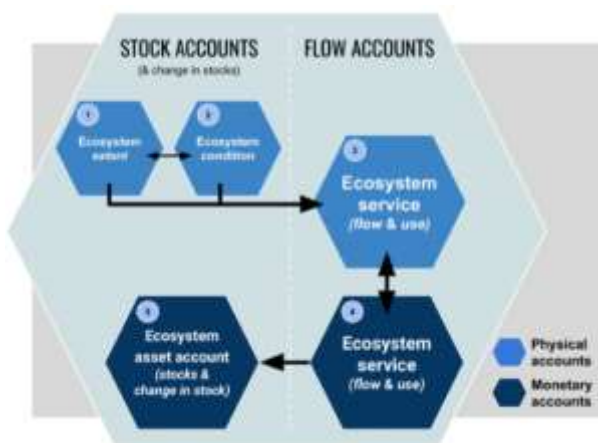 STOCK ACCOUNTS
(& change in stocks)
FLOW ACCOUNTS
1
Ecosystem
extent
2
Ecosystem
condition
3
Ecosystem
service
(flow & use)
4
Ecosystem
service
(flow & use)
5
Ecosystem
asset account
(stocks &
change in stock)
Physical
accounts
Monetary
accounts